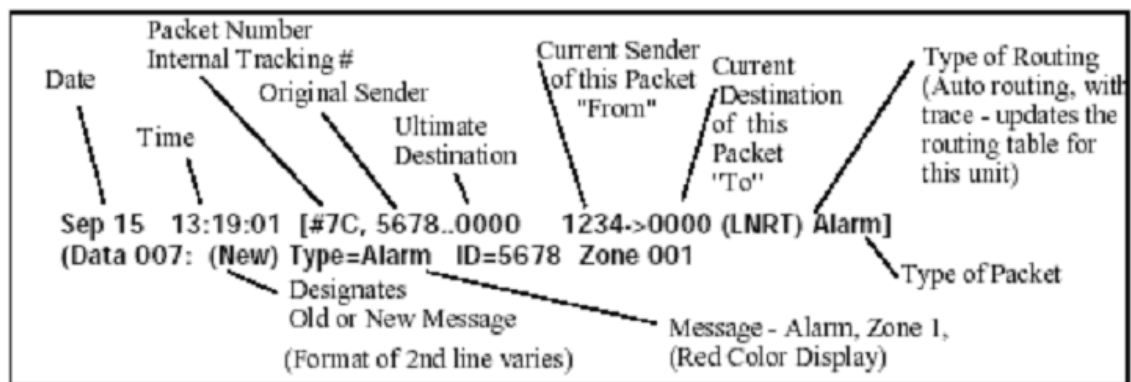 Packet Number
Internal Tracking #
Date
Time
Original Sender
Ultimate
Destination
Current Sender
of this Packet
"From"
Current
Destination
of this
Packet
"To"
Type of Routing
(Auto routing, with
trace - updates the
routing table for
this unit)
Sep 15 13:19:01 [#7C, 5678..0000 1234->0000 (LNRT) Alarm]
(Data 007: (New) Type=Alarm ID=5678 Zone 001
Designates
Old or New Message
(Format of 2nd line varies)
Message - Alarm, Zone 1,
(Red Color Display)
Type of Packet